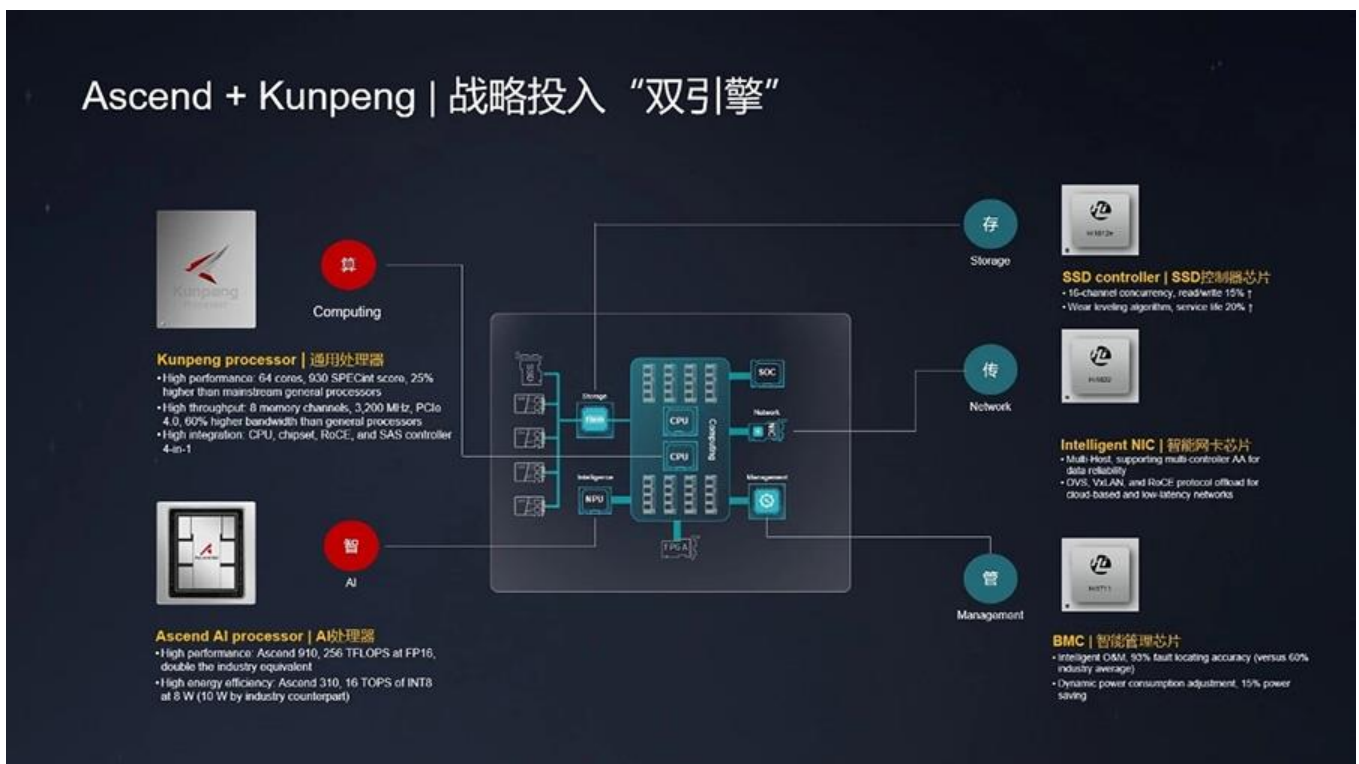 Ascend + Kunpeng | 战略投入 “双引擎”
Kunpeng
算
Computing
Kunpeng processor | 通用处理器
•High performance: 64 cores, 930 SPECint score, 25%
higher than mainstream general processors
•High throughput: 8 memory channels, 3,200 MHz, PCIe
4.0, 60% higher bandwidth than general processors
•High integration: CPU, chipset, RoCE, and SAS controller
4-in-1
智
AI
Ascend AI processor | AI处理器
•High performance: Ascend 910, 256 TFLOPS at FP16,
double the industry equivalent
•High energy efficiency: Ascend 310, 16 TOPS of INT8
at 8 W (10 W by industry counterpart)
SSD
Storage
Intelligence
NPU
CPU
CPU
Computing
SOC
Network
NIC
Management
FPGA
存
Storage
SSD controller | SSD控制器芯片
• 16-channel concurrency, read/write 15% ↑
• Wear leveling algorithm, service life 20% ↑
传
Network
Hi1822
Intelligent NIC | 智能网卡芯片
• Multi-Host, supporting multi-controller AA for
data reliability
• OVS, VxLAN, and RoCE protocol offload for
cloud-based and low-latency networks
管
Management
Hi1711
BMC | 智能管理芯片
• Intelligent O&M, 93% fault locating accuracy (versus 60%
industry average)
• Dynamic power consumption adjustment, 15% power
saving